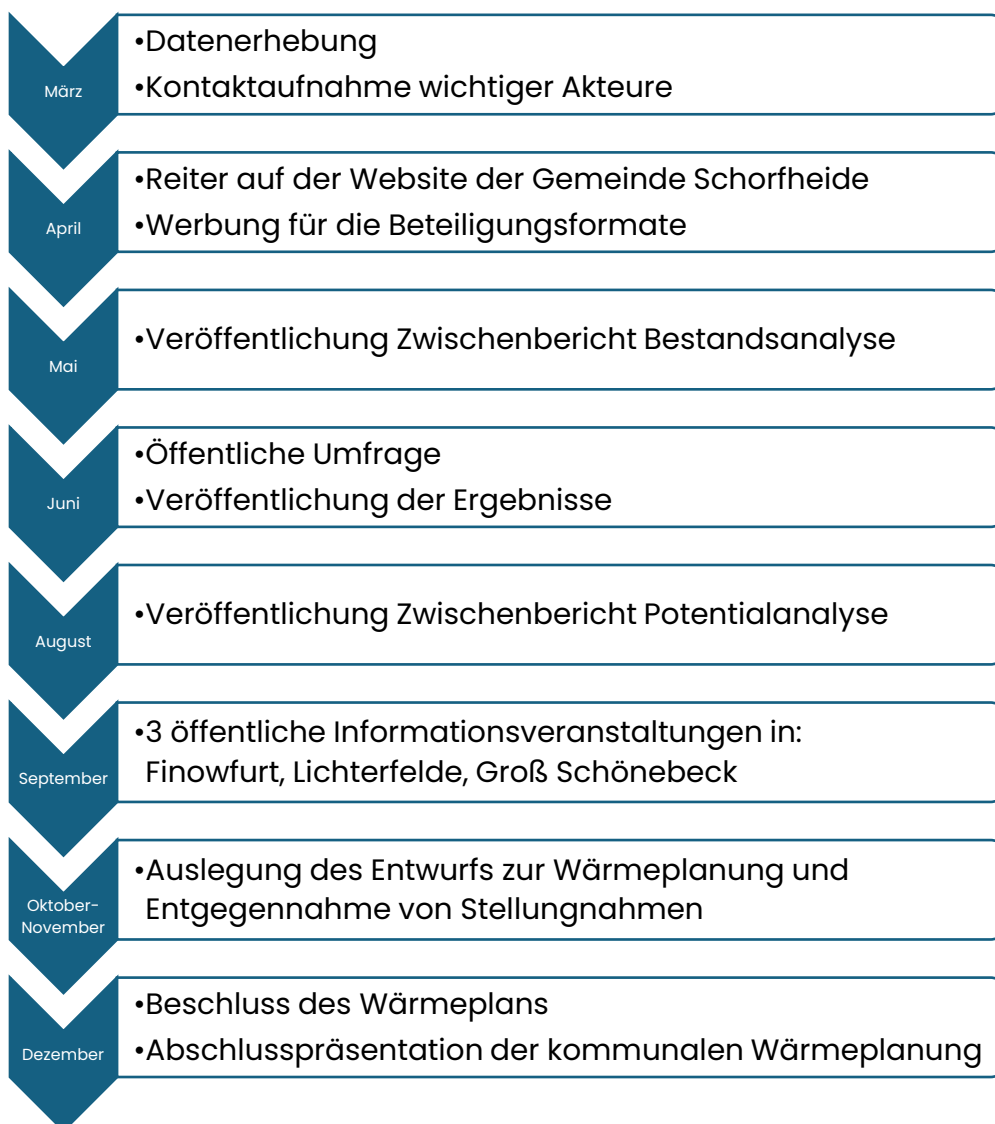 März
•Datenerhebung
•Kontaktaufnahme wichtiger Akteure
April
•Reiter auf der Website der Gemeinde Schorfheide
•Werbung für die Beteiligungsformate
Mai
•Veröffentlichung Zwischenbericht Bestandsanalyse
Juni
•Öffentliche Umfrage
•Veröffentlichung der Ergebnisse
August
•Veröffentlichung Zwischenbericht Potentialanalyse
September
•3 öffentliche Informationsveranstaltungen in:
Finowfurt, Lichterfelde, Groß Schönebeck
Oktober-
November
•Auslegung des Entwurfs zur Wärmeplanung und
Entgegennahme von Stellungnahmen
Dezember
•Beschluss des Wärmeplans
•Abschlusspräsentation der kommunalen Wärmeplanung